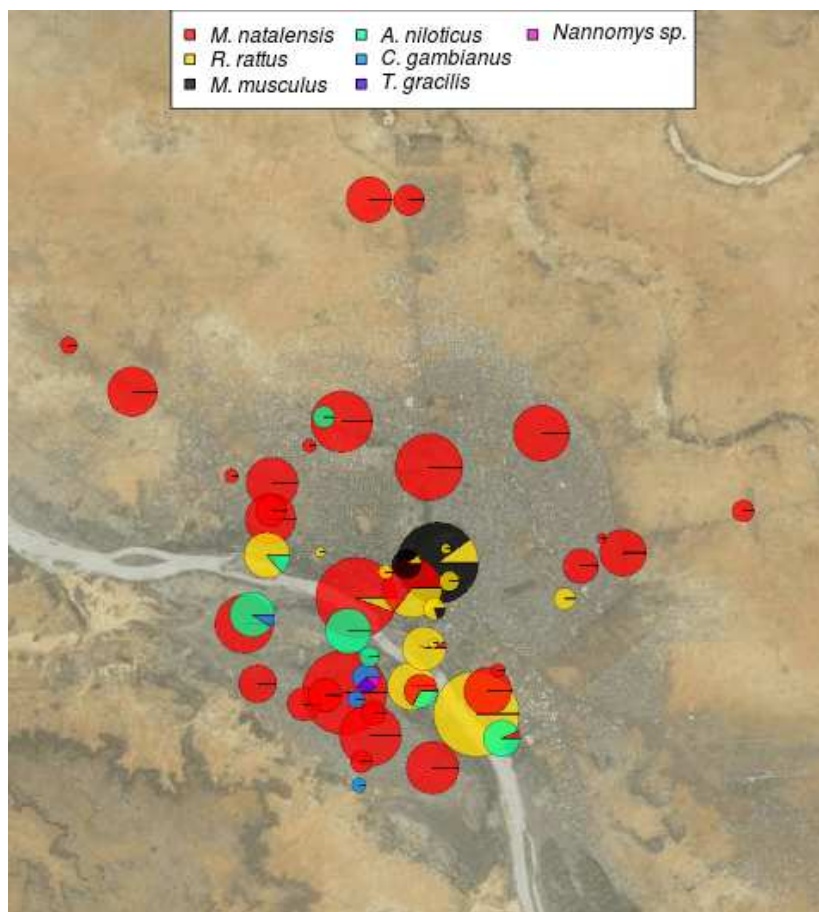 M. natalensis A. niloticus Nannomys sp.
R. rattus C. gambianus
M. musculus T. gracilis